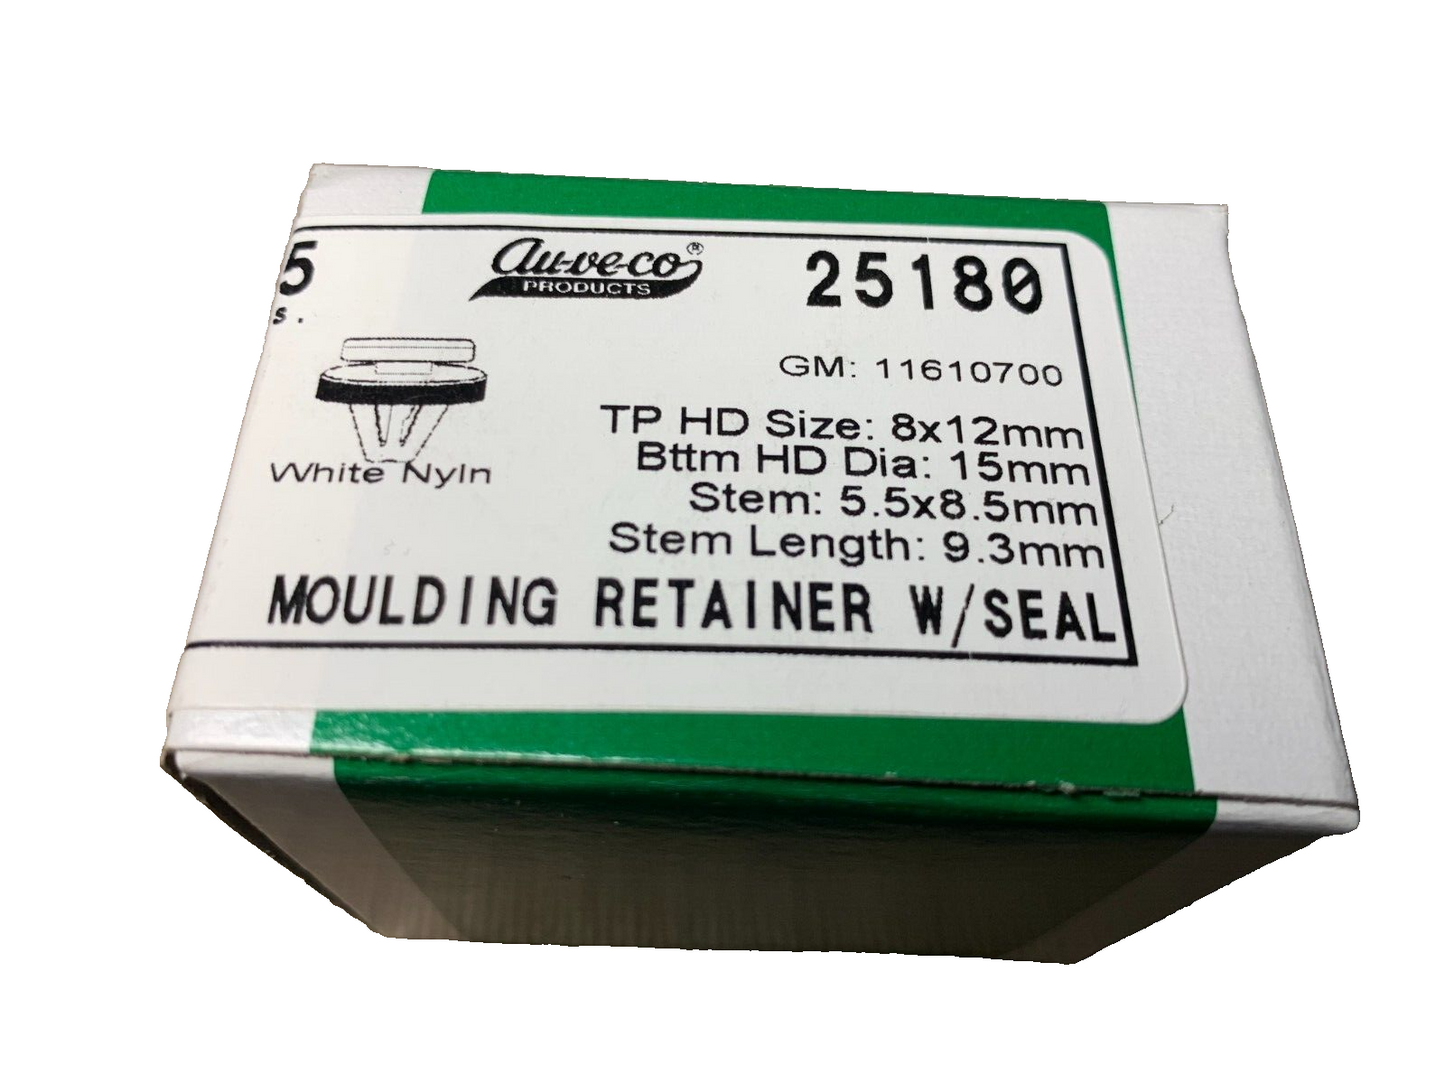 5
s.
au-ve-co®
PRODUCTS
25180
GM: 11610700
TP HD Size: 8x12mm
Bttm HD Dia: 15mm
Stem: 5.5x8.5mm
Stem Length: 9.3mm
White Nyln
MOULDING RETAINER W/SEAL